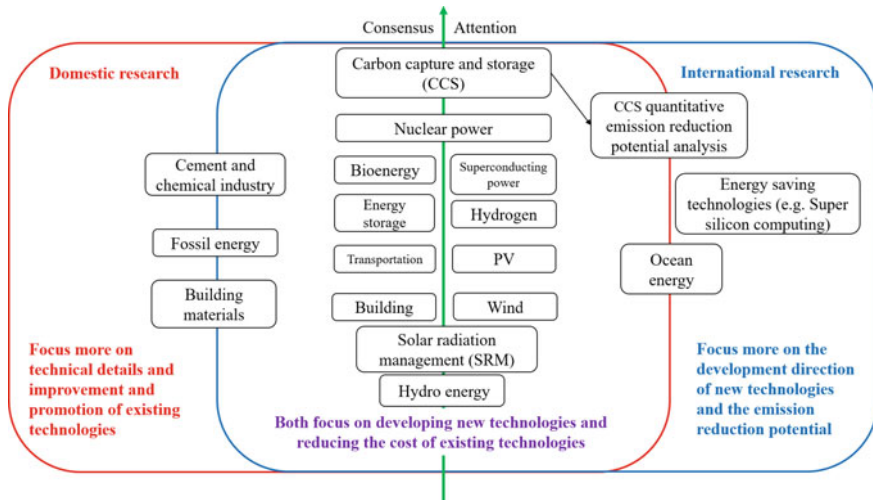 Consensus Attention
Domestic research
International research
Carbon capture and storage
(CCS)
CCS quantitative
emission reduction
potential analysis
Nuclear power
Cement and
chemical industry
Bioenergy
Superconducting
power
Energy saving
technologies (e.g. Super
silicon computing)
Energy
storage
Hydrogen
Fossil energy
Transportation
PV
Ocean
energy
Building
materials
Building
Wind
Solar radiation
management (SRM)
Hydro energy
Focus more on
technical details and
improvement and
promotion of existing
technologies
Focus more on the
development direction
of new technologies
and the emission
reduction potential
Both focus on developing new technologies and
reducing the cost of existing technologies